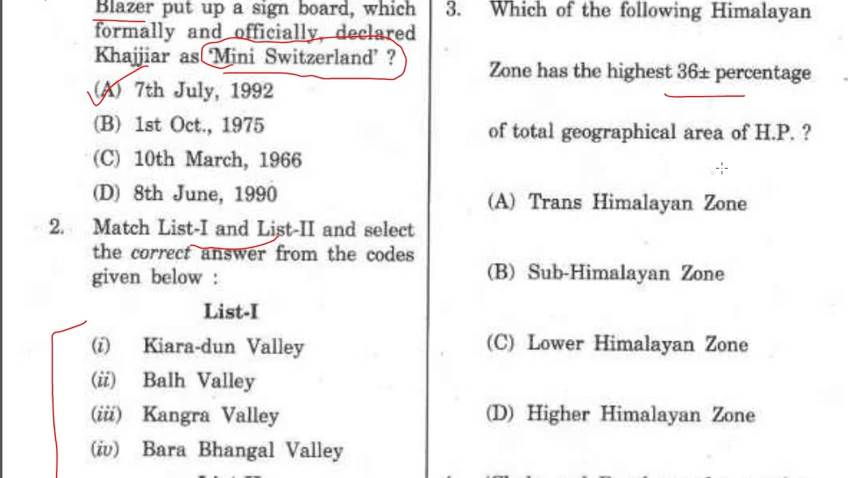 Blazer put up a sign board, which
formally and officially, declared
Khajjiar as 'Mini Switzerland' ?
(A) 7th July, 1992
(B) 1st Oct., 1975
(C) 10th March, 1966
(D) 8th June, 1990
2. Match List-I and List-II and select
the correct answer from the codes
given below :
List-I
(i) Kiara-dun Valley
(ii) Balh Valley
(iii) Kangra Valley
(iv) Bara Bhangal Valley
3. Which of the following Himalayan
Zone has the highest 36± percentage
of total geographical area of H.P. ?
(A) Trans Himalayan Zone
(B) Sub-Himalayan Zone
(C) Lower Himalayan Zone
(D) Higher Himalayan Zone